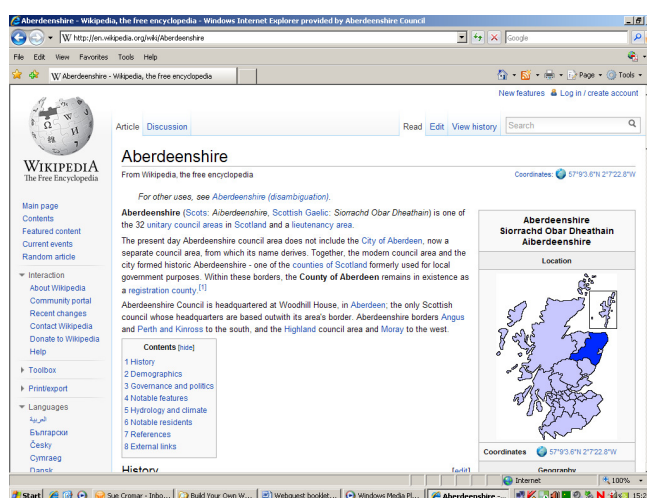 Aberdeenshire - Wikipedia, the free encyclopedia - Windows Internet Explorer provided by Aberdeenshire Council
http://en.wikipedia.org/wiki/Aberdeenshire
Google
File Edit View Favorites Tools Help
Aberdeenshire - Wikipedia, the free encyclopedia
Page Tools
New features Log in / create account
Article Discussion Read Edit View history Search
WIKIPEDIA
The Free Encyclopedia
Main page
Contents
Featured content
Current events
Random article
Interaction
About Wikipedia
Community portal
Recent changes
Contact Wikipedia
Donate to Wikipedia
Help
Toolbox
Print/export
Languages
العربية
Български
Česky
Cymraeg
Dansk
Aberdeenshire
From Wikipedia, the free encyclopedia
Coordinates: 57°9′3.6″N 2°7′22.8″W
For other uses, see Aberdeenshire (disambiguation).
Aberdeenshire (Scots: Aiberdeenshire, Scottish Gaelic: Siorrachd Obar Dheathain) is one of
the 32 unitary council areas in Scotland and a lieutenancy area.
The present day Aberdeenshire council area does not include the City of Aberdeen, now a
separate council area, from which its name derives. Together, the modern council area and the
city formed historic Aberdeenshire - one of the counties of Scotland formerly used for local
government purposes. Within these borders, the County of Aberdeen remains in existence as
a registration county.[1]
Aberdeenshire Council is headquartered at Woodhill House, in Aberdeen; the only Scottish
council whose headquarters are based outwith its area's border. Aberdeenshire borders Angus
and Perth and Kinross to the south, and the Highland council area and Moray to the west.
Contents [hide]
1 History
2 Demographics
3 Governance and politics
4 Notable features
5 Hydrology and climate
6 Notable residents
7 References
8 External links
History [edit]
Aberdeenshire
Siorrachd Obar Dheathain
Aiberdeenshire
Location
Coordinates 57°9′3.6″N 2°7′22.8″W
Geography
Internet 100%
Start Sue Cromar - Inbo... Build Your Own W... Webquest booklet... Windows Media Pl... Aberdeenshire -... 15:2